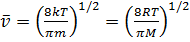 v̄ = (8kT/πm)^1/2 = (8RT/πM)^1/2